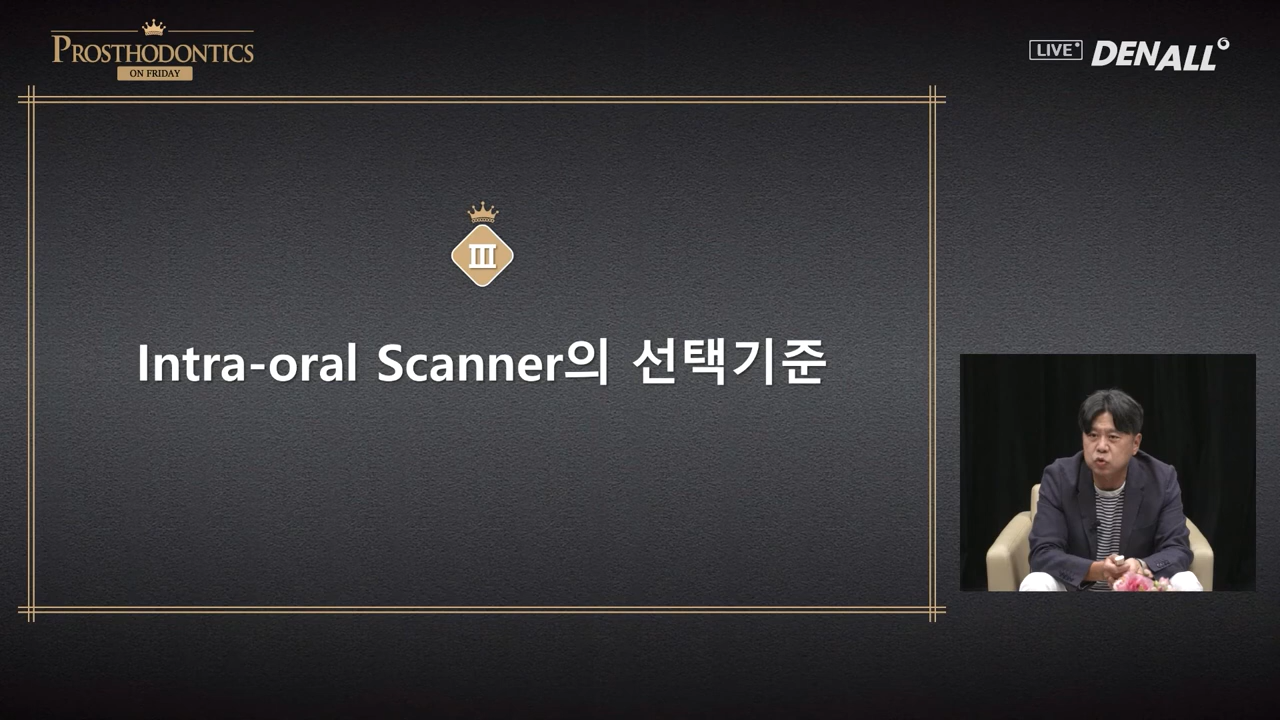 PROSTHODONTICS
ON FRIDAY
LIVE
DENALL
III
Intra-oral Scanner의 선택기준